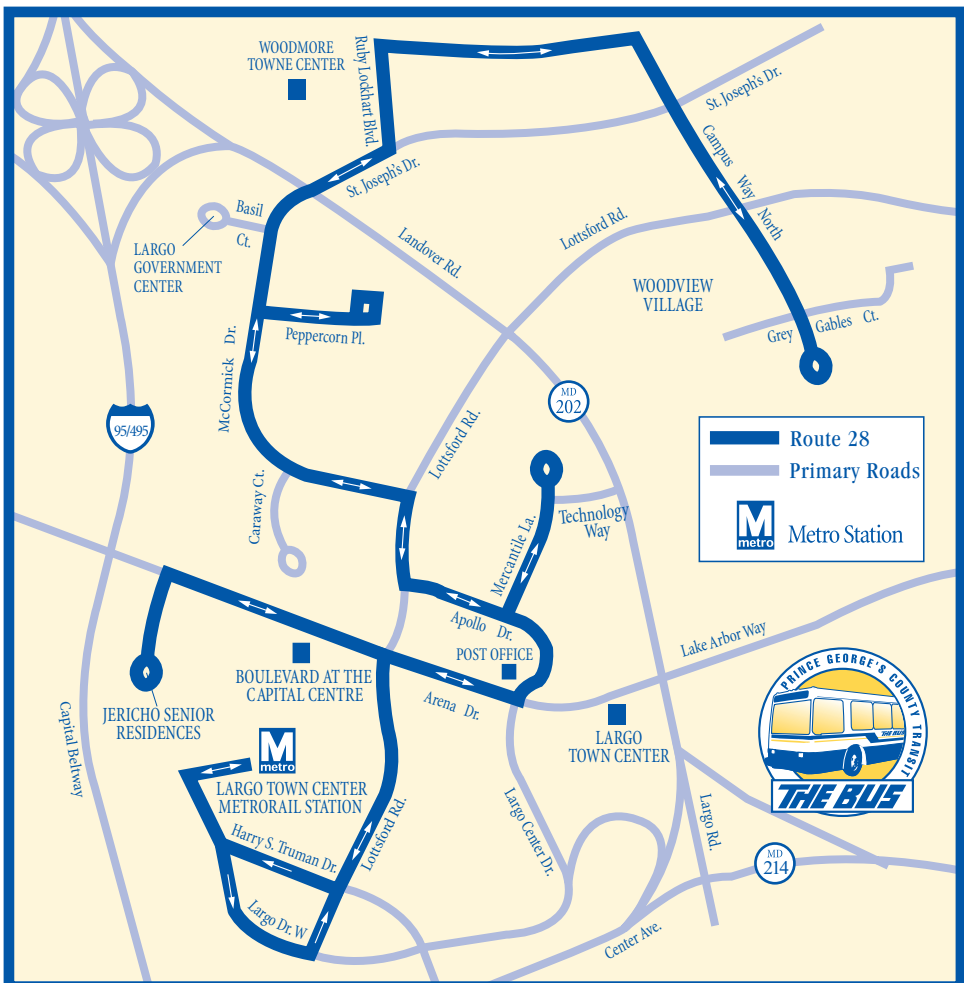 WOODMORE
TOWNE CENTER
Ruby Lockhart Blvd.
St. Joseph's Dr.
St. Joseph's Dr.
Campus Way North
Basil
Ct.
LARGO
GOVERNMENT
CENTER
Landover Rd.
Lottsford Rd.
WOODVIEW
VILLAGE
Grey Gables Ct.
Peppercorn Pl.
McCormick Dr.
MD
202
95/495
Lottsford Rd.
Route 28
Primary Roads
M
metro
Metro Station
Caraway Ct.
Mercantile La.
Technology
Way
Apollo Dr.
POST OFFICE
Lake Arbor Way
BOULEVARD AT THE
CAPITAL CENTRE
Arena Dr.
JERICHO SENIOR
RESIDENCES
Capital Beltway
LARGO
TOWN CENTER
PRINCE GEORGE'S COUNTY TRANSIT
THE BUS
THE BUS
M
metro
LARGO TOWN CENTER
METRORAIL STATION
Harry S. Truman Dr.
Lottsford Rd.
Largo Center Dr.
Largo Rd.
MD
214
Largo Dr. W
Center Ave.